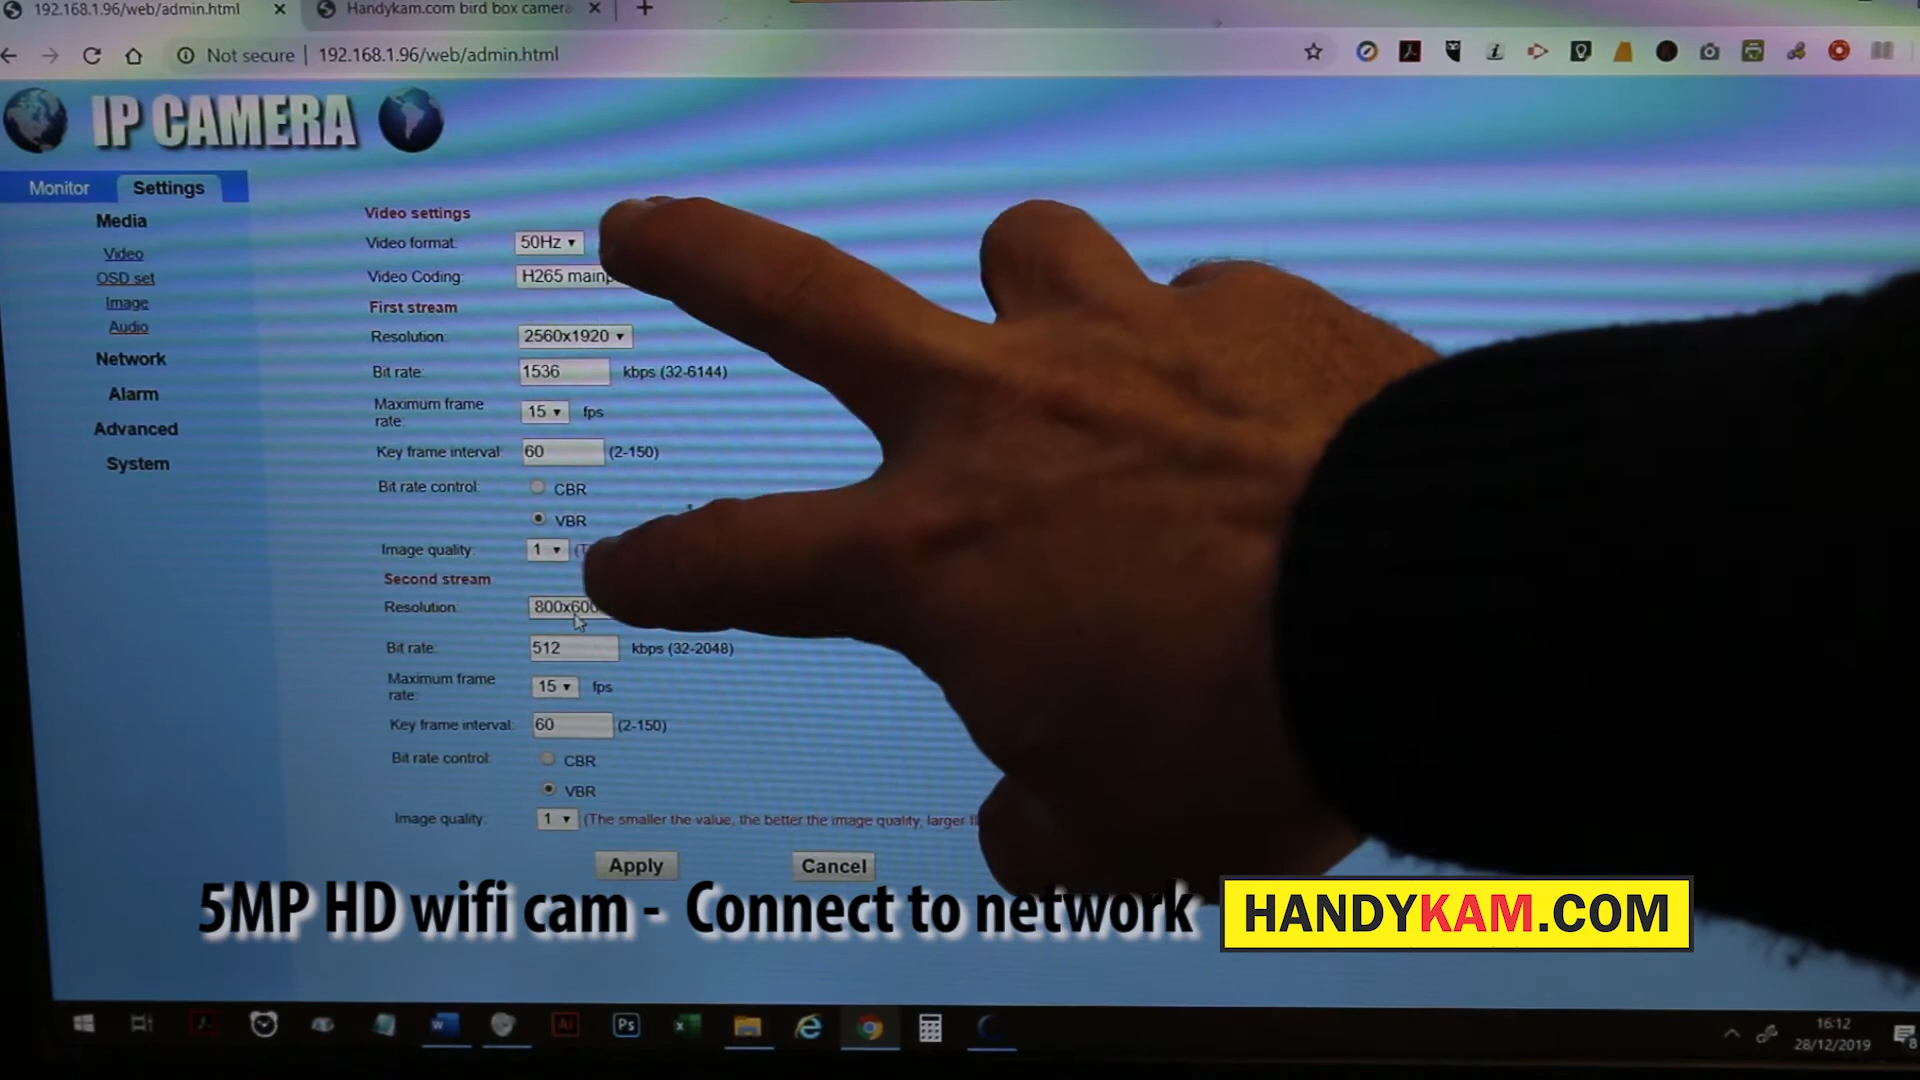 192.168.1.96/web/admin.html
Handykam.com bird box camera
Not secure | 192.168.1.96/web/admin.html
IP CAMERA
Monitor Settings
Media
Video
OSD set
Image
Audio
Network
Alarm
Advanced
System
Video settings
Video format: 50Hz
Video Coding: H265
First stream
Resolution: 2560x1920
Bit rate: 1536 kbps (32-6144)
Maximum frame
rate: 15 fps
Key frame interval: 60 (2-150)
Bit rate control: CBR
VBR
Image quality: 1
Second stream
Resolution: 800x600
Bit rate: 512 kbps (32-2048)
Maximum frame
rate: 15 fps
Key frame interval: 60 (2-150)
Bit rate control: CBR
VBR
Image quality: 1 (The smaller the value, the better the image quality, larger
Apply Cancel
5MP HD wifi cam - Connect to network HANDYKAM.COM
Ai Ps
16:12
28/12/2019
8